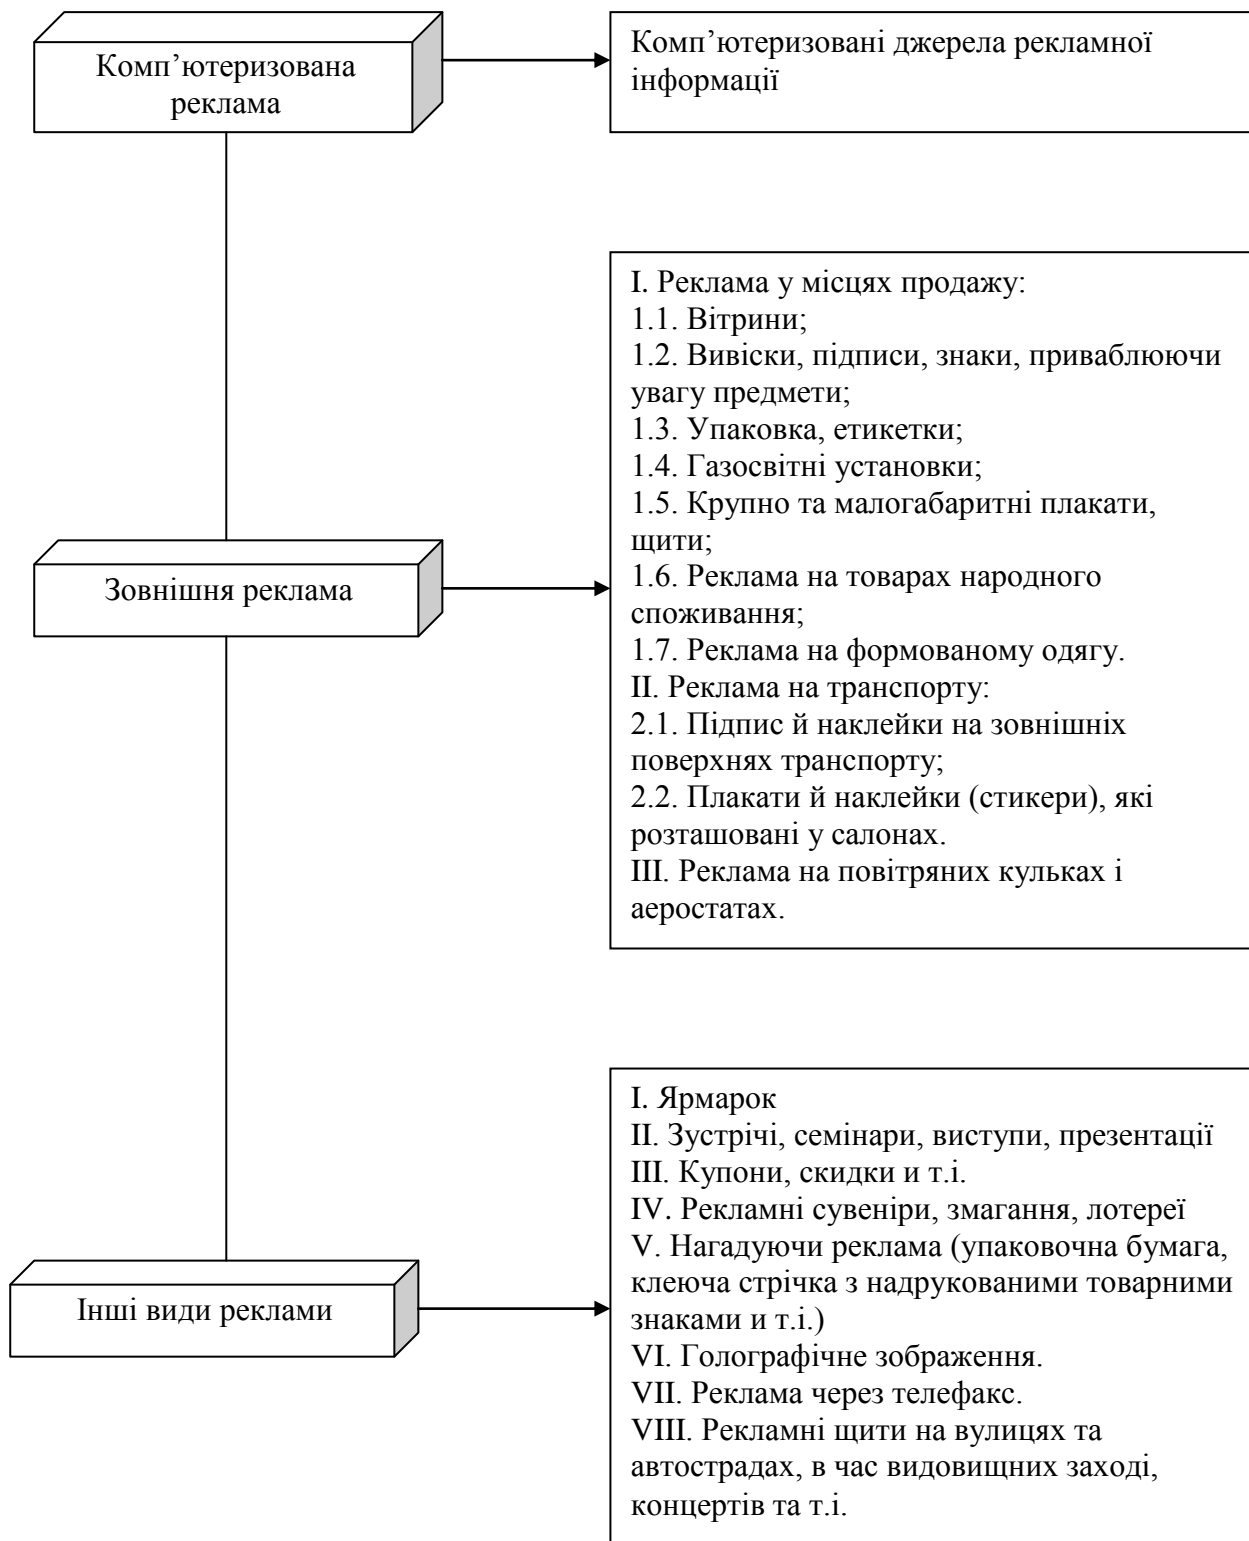 Комп’ютеризована
реклама
Комп’ютеризовані джерела рекламної
інформації
Зовнішня реклама
I. Реклама у місцях продажу:
1.1. Вітрини;
1.2. Вивіски, підписи, знаки, приваблюючи
увагу предмети;
1.3. Упаковка, етикетки;
1.4. Газосвітні установки;
1.5. Крупно та малогабаритні плакати,
щити;
1.6. Реклама на товарах народного
споживання;
1.7. Реклама на формованому одягу.
II. Реклама на транспорту:
2.1. Підпис й наклейки на зовнішніх
поверхнях транспорту;
2.2. Плакати й наклейки (стикери), які
розташовані у салонах.
III. Реклама на повітряних кульках і
аеростатах.
Інші види реклами
I. Ярмарок
II. Зустрічі, семінари, виступи, презентації
III. Купони, скидки и т.і.
IV. Рекламні сувеніри, змагання, лотереї
V. Нагадуючи реклама (упаковочна бумага,
клеюча стрічка з надрукованими товарними
знаками и т.і.)
VI. Голографічне зображення.
VII. Реклама через телефакс.
VIII. Рекламні щити на вулицях та
автострадах, в час видовищних заході,
концертів та т.і.